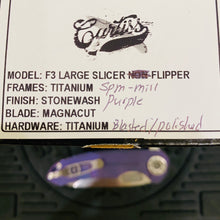 Curtiss
MODEL: F3 LARGE SLICER NON-FLIPPER
FRAMES: TITANIUM Spm-mill
FINISH: STONEWASH Purple
BLADE: MAGNACUT
HARDWARE: TITANIUM Blasted/polished